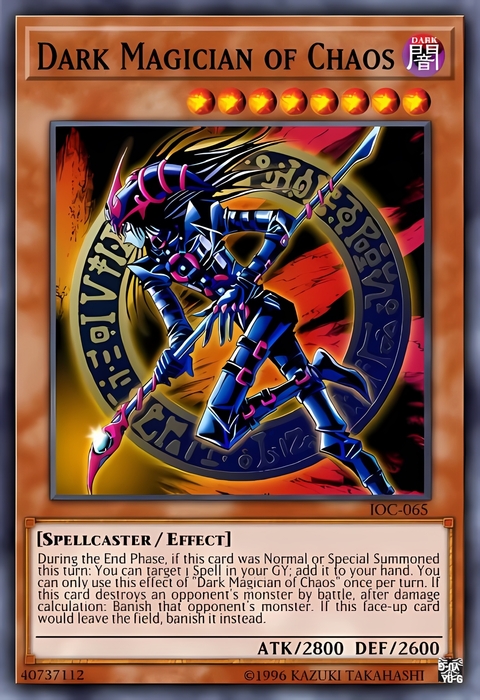 DARK MAGICIAN OF CHAOS
DARK
闇
IOC-065
[SPELLCASTER / EFFECT]
During the End Phase, if this card was Normal or Special Summoned
this turn: You can target 1 Spell in your GY; add it to your hand. You
can only use this effect of "Dark Magician of Chaos" once per turn. If
this card destroys an opponent's monster by battle, after damage
calculation: Banish that opponent's monster. If this face-up card
would leave the field, banish it instead.
ATK/2800 DEF/2600
40737112
©1996 KAZUKI TAKAHASHI